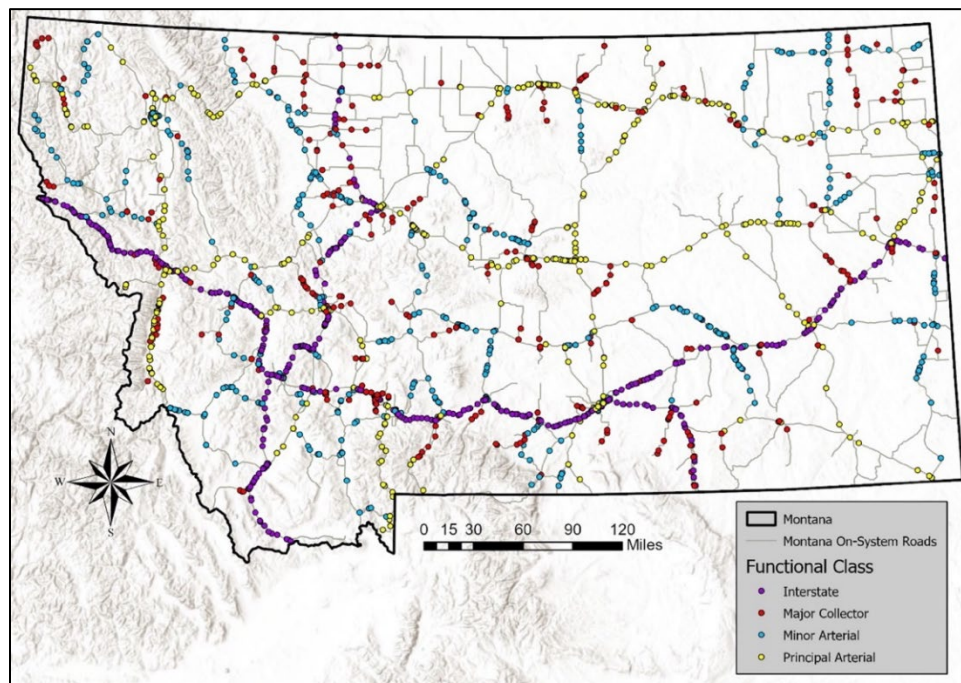 N
W E
S
0 15 30 60 90 120
Miles
Montana
Montana On-System Roads
Functional Class
Interstate
Major Collector
Minor Arterial
Principal Arterial